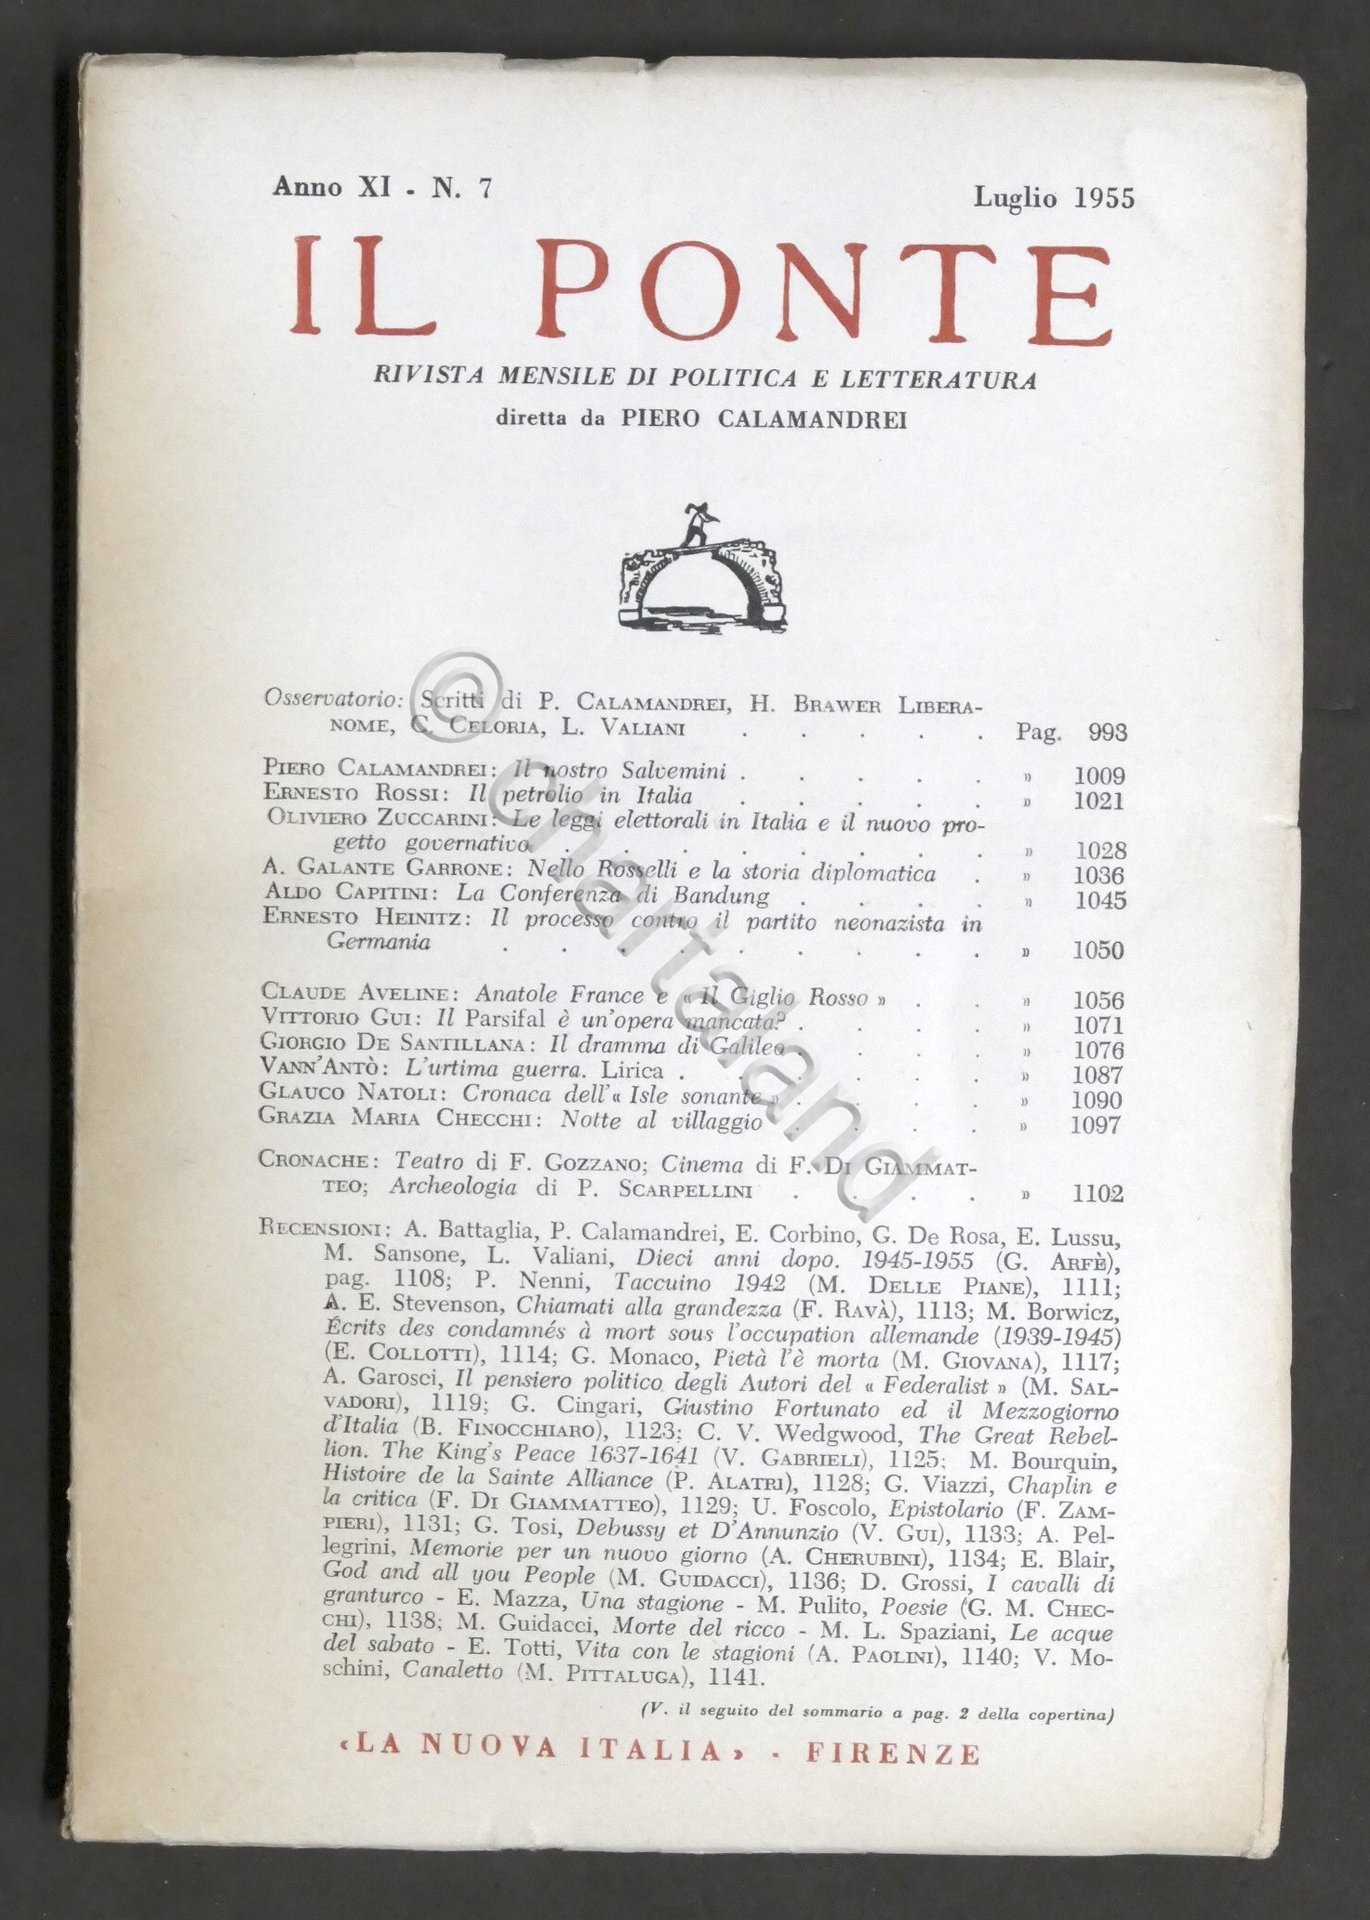 Anno XI - N. 7 Luglio 1955
IL PONTE
RIVISTA MENSILE DI POLITICA E LETTERATURA
diretta da PIERO CALAMANDREI
Osservatorio: Scritti di P. CALAMANDREI, H. BRAWER LIBERA-
NOME, C. CELORIA, L. VALIANI . . . . . Pag. 993
PIERO CALAMANDREI: Il nostro Salvemini . . . . . » 1009
ERNESTO ROSSI: Il petrolio in Italia . . . . . » 1021
OLIVIERO ZUCCARINI: Le leggi elettorali in Italia e il nuovo pro-
getto governativo. . . . . . . . . » 1028
A. GALANTE GARRONE: Nello Rosselli e la storia diplomatica . » 1036
ALDO CAPITINI: La Conferenza di Bandung . . . . » 1045
ERNESTO HEINITZ: Il processo contro il partito neonazista in
Germania . . . . . . . . . » 1050
CLAUDE AVELINE: Anatole France e « Il Giglio Rosso » . . » 1056
VITTORIO GUI: Il Parsifal è un'opera mancata? . . . . » 1071
GIORGIO DE SANTILLANA: Il dramma di Galileo . . . . » 1076
VANN'ANTÒ: L'urtima guerra. Lirica . . . . . . » 1087
GLAUCO NATOLI: Cronaca dell'« Isle sonante » . . . . » 1090
GRAZIA MARIA CHECCHI: Notte al villaggio . . . . » 1097
CRONACHE: Teatro di F. GOZZANO; Cinema di F. DI GIAMMAT-
TEO; Archeologia di P. SCARPELLINI . . . . » 1102
RECENSIONI: A. Battaglia, P. Calamandrei, E. Corbino, G. De Rosa, E. Lussu,
M. Sansone, L. Valiani, Dieci anni dopo. 1945-1955 (G. ARFÈ),
pag. 1108; P. Nenni, Taccuino 1942 (M. DELLE PIANE), 1111;
A. E. Stevenson, Chiamati alla grandezza (F. RAVÀ), 1113; M. Borwicz,
Écrits des condamnés à mort sous l'occupation allemande (1939-1945)
(E. COLLOTTI), 1114; G. Monaco, Pietà l'è morta (M. GIOVANA), 1117;
A. Garosci, Il pensiero politico degli Autori del « Federalist » (M. SAL-
VADORI), 1119; G. Cingari, Giustino Fortunato ed il Mezzogiorno
d'Italia (B. FINOCCHIARO), 1123; C. V. Wedgwood, The Great Rebel-
lion. The King's Peace 1637-1641 (V. GABRIELI), 1125; M. Bourquin,
Histoire de la Sainte Alliance (P. ALATRI), 1128; G. Viazzi, Chaplin e
la critica (F. DI GIAMMATTEO), 1129; U. Foscolo, Epistolario (F. ZAM-
PIERI), 1131; G. Tosi, Debussy et D'Annunzio (V. GUI), 1133; A. Pel-
legrini, Memorie per un nuovo giorno (A. CHERUBINI), 1134; E. Blair,
God and all you People (M. GUIDACCI), 1136; D. Grossi, I cavalli di
granturco - E. Mazza, Una stagione - M. Pulito, Poesie (G. M. CHEC-
CHI), 1138; M. Guidacci, Morte del ricco - M. L. Spaziani, Le acque
del sabato - E. Totti, Vita con le stagioni (A. PAOLINI), 1140; V. Mo-
schini, Canaletto (M. PITTALUGA), 1141.
(V. il seguito del sommario a pag. 2 della copertina)
«LA NUOVA ITALIA» - FIRENZE
© chartaland